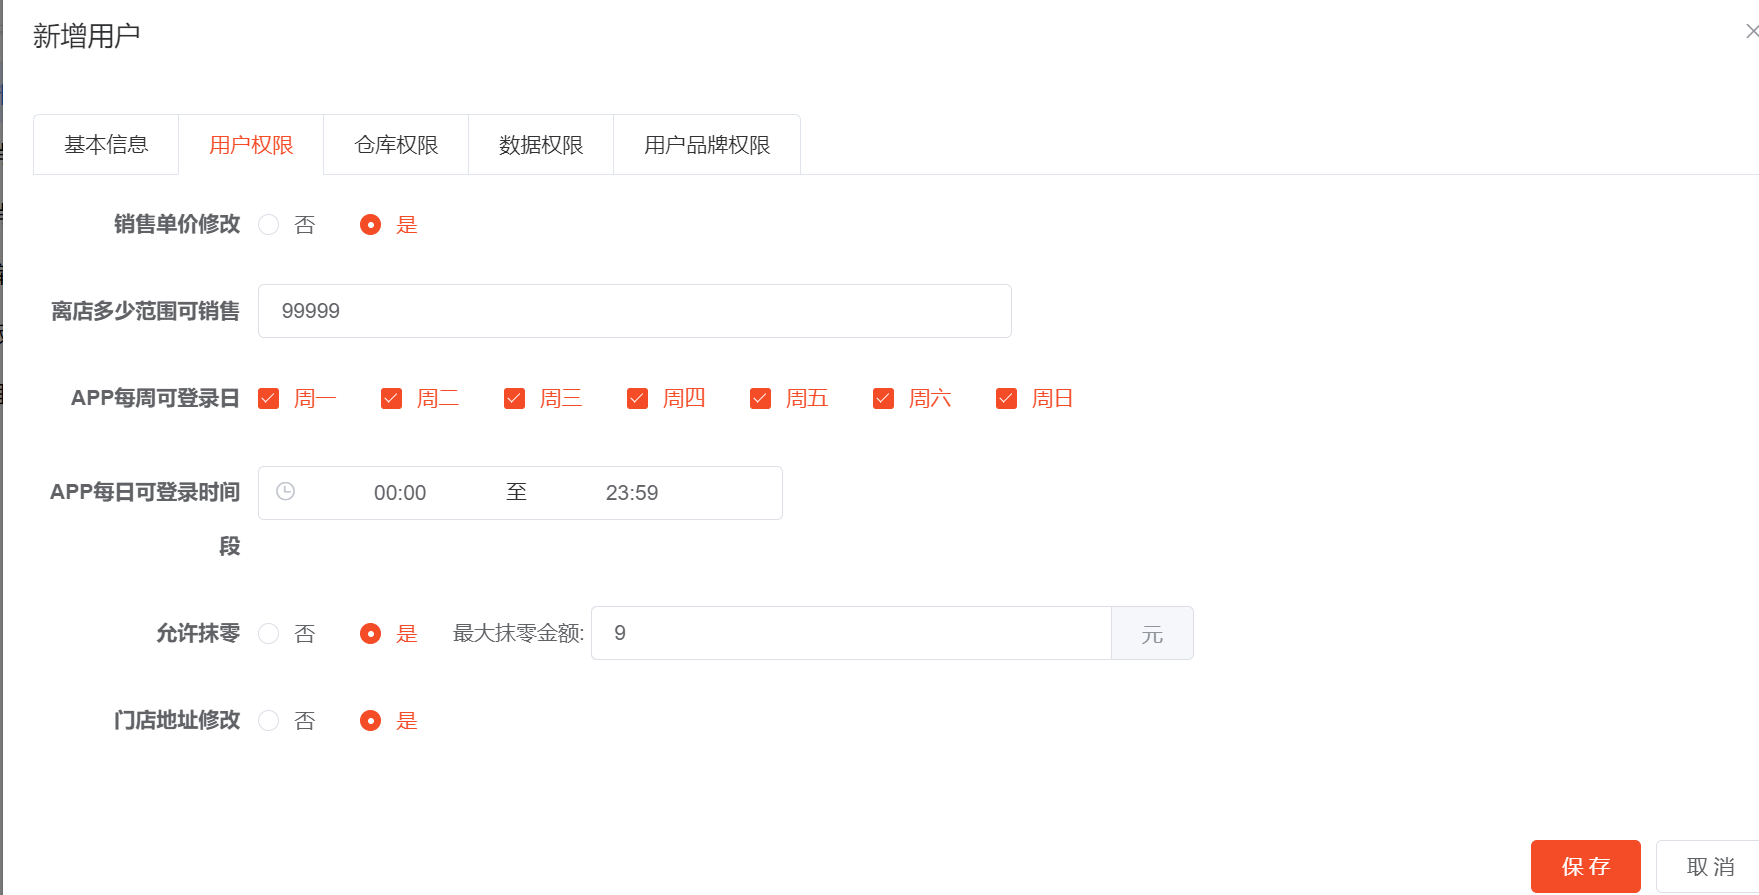 新增用户
基本信息 用户权限 仓库权限 数据权限 用户品牌权限
销售单价修改 否 是
离店多少范围可销售 99999
APP每周可登录日 周一 周二 周三 周四 周五 周六 周日
APP每日可登录时间 00:00 至 23:59
段
允许抹零 否 是 最大抹零金额: 9 元
门店地址修改 否 是
保存 取消